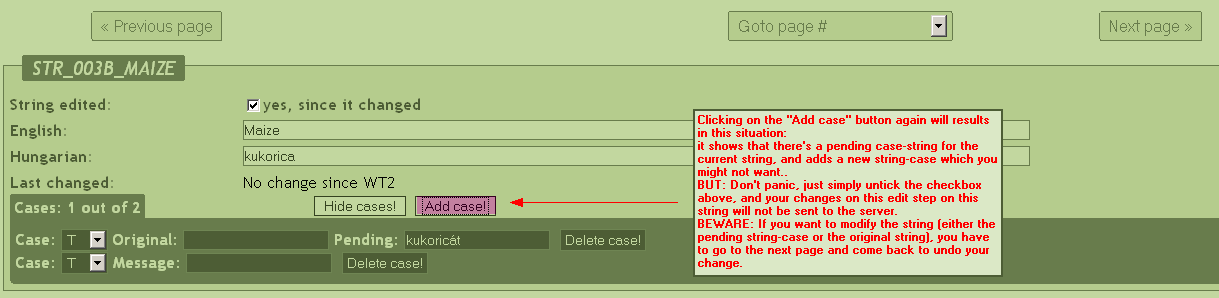 « Previous page
Goto page #
Next page »
STR_003B_MAIZE
String edited: yes, since it changed
English: Maize
Hungarian: kukorica
Last changed: No change since WT2
Cases: 1 out of 2 Hide cases! Add case!
Case: T Original: Pending: kukoricát Delete case!
Case: T Message: Delete case!
Clicking on the "Add case" button again will results
in this situation:
it shows that there's a pending case-string for the
current string, and adds a new string-case which you
might not want..
BUT: Don't panic, just simply untick the checkbox
above, and your changes on this edit step on
this string will not be sent to the server.
BEWARE: If you want to modify the string (either the
pending string-case or the original string), you have
to go to the next page and come back to undo your
change.